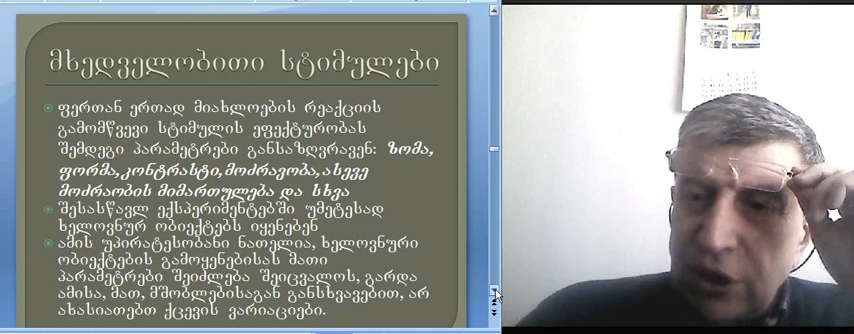 მხედველობითი სტიმულები
ფერთან ერთად მიახლოების რეაქციის
გამომწვევი სტიმულის ეფექტურობას
შემდეგი პარამეტრები განსაზღვრავენ: ზომა,
ფორმა,კონტრასტი,მოძრაობა,ასევე
მოძრაობის მიმართულება და სხვა
შესასწავლ ექსპერიმენტებში უმეტესად
ხელოვნურ ობიექტებს იყენებენ
ამის უპირატესობანი ნათელია, ხელოვნური
ობიექტების გამოყენებისას მათი
პარამეტრები შეიძლება შეიცვალოს, გარდა
ამისა, მათ, მშობლებისაგან განსხვავებით, არ
ახასიათებთ ქცევის ვარიაციები.